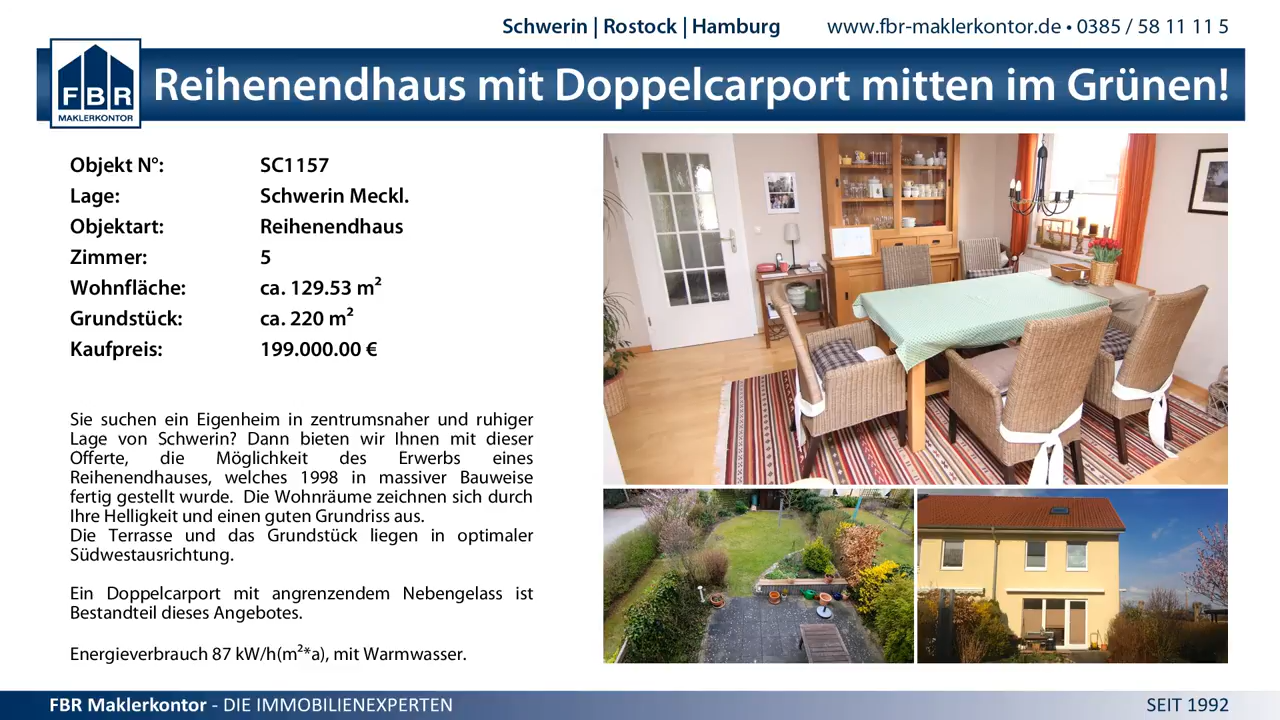 Schwerin | Rostock | Hamburg www.fbr-maklerkontor.de • 0385 / 58 11 11 5
FBR
MAKLERKONTOR
Reihenendhaus mit Doppelcarport mitten im Grünen!
Objekt N°: SC1157
Lage: Schwerin Meckl.
Objektart: Reihenendhaus
Zimmer: 5
Wohnfläche: ca. 129.53 m²
Grundstück: ca. 220 m²
Kaufpreis: 199.000.00 €
Sie suchen ein Eigenheim in zentrumsnaher und ruhiger
Lage von Schwerin? Dann bieten wir Ihnen mit dieser
Offerte, die Möglichkeit des Erwerbs eines
Reihenendhauses, welches 1998 in massiver Bauweise
fertig gestellt wurde. Die Wohnräume zeichnen sich durch
Ihre Helligkeit und einen guten Grundriss aus.
Die Terrasse und das Grundstück liegen in optimaler
Südwestausrichtung.
Ein Doppelcarport mit angrenzendem Nebengelass ist
Bestandteil dieses Angebotes.
Energieverbrauch 87 kW/h(m²*a), mit Warmwasser.
FBR Maklerkontor - DIE IMMOBILIENEXPERTEN SEIT 1992